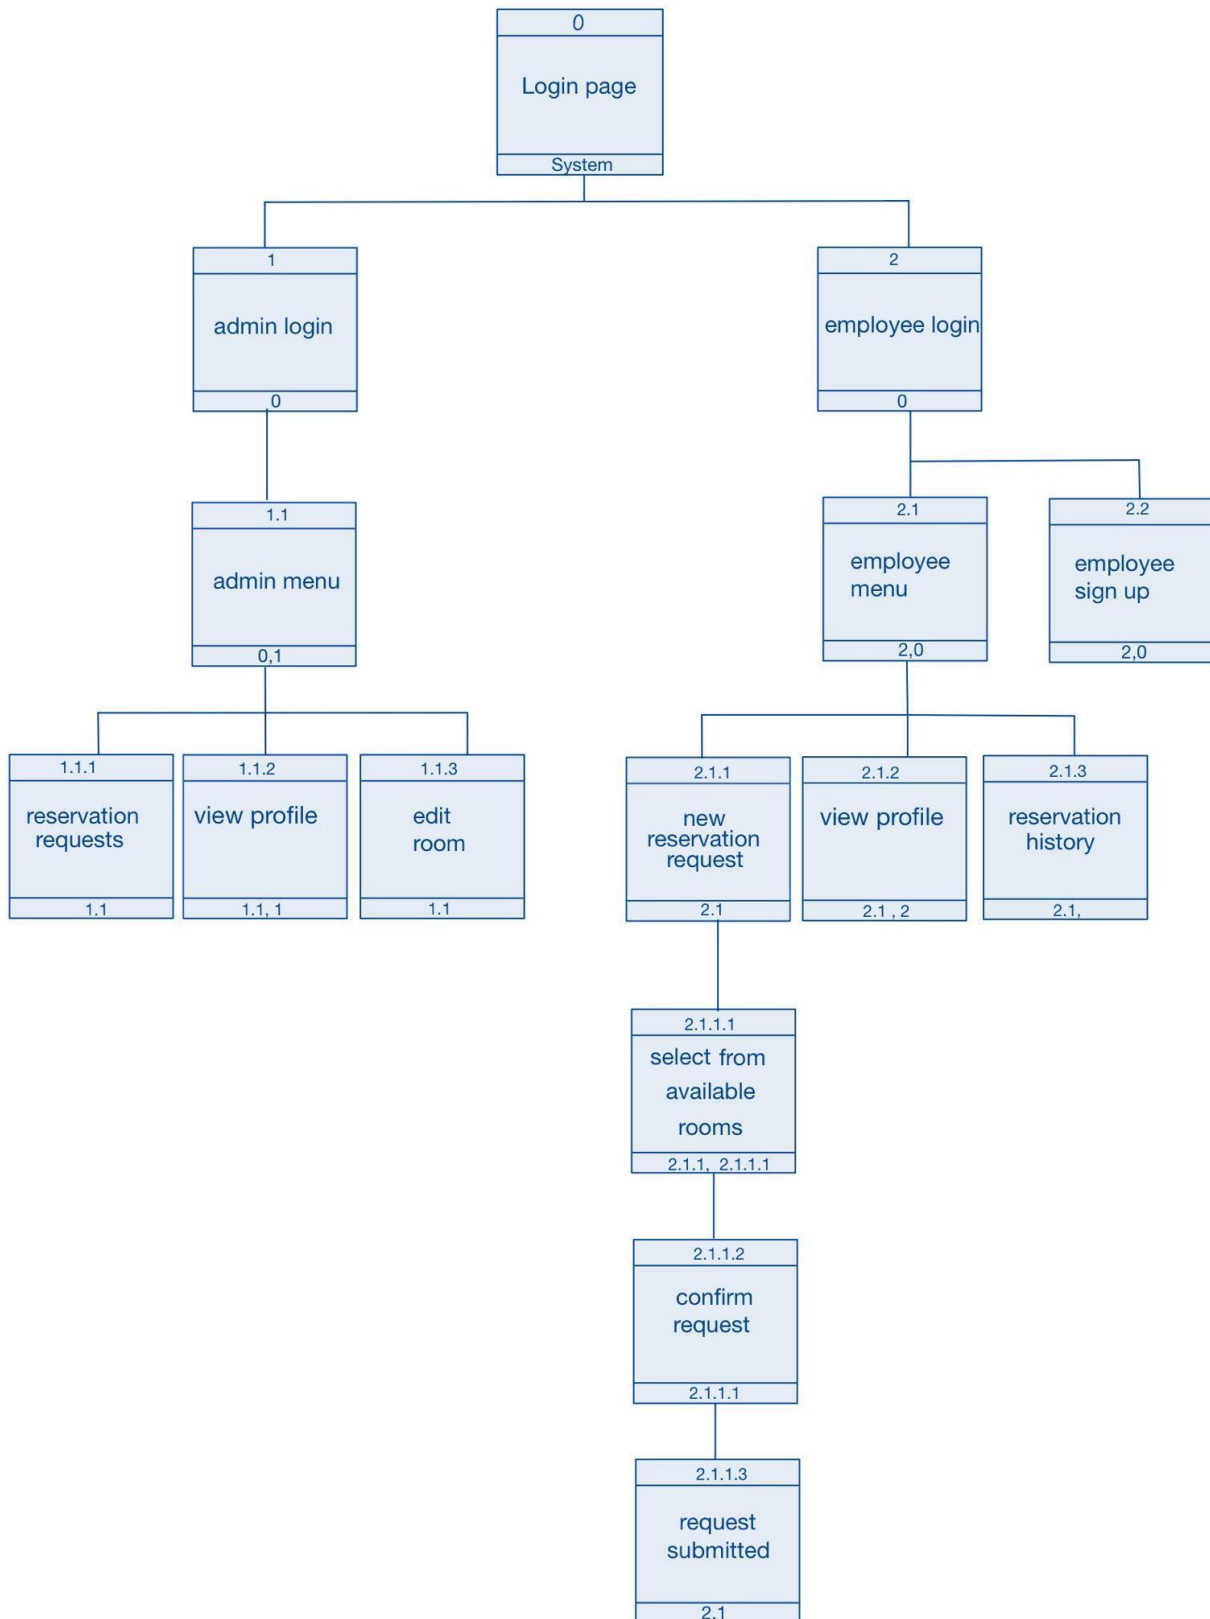 0
Login page
System
1
admin login
0
2
employee login
0
1.1
admin menu
0,1
2.1
employee
menu
2,0
2.2
employee
sign up
2,0
1.1.1
reservation
requests
1.1
1.1.2
view profile
1.1, 1
1.1.3
edit
room
1.1
2.1.1
new
reservation
request
2.1
2.1.2
view profile
2.1 , 2
2.1.3
reservation
history
2.1,
2.1.1.1
select from
available
rooms
2.1.1, 2.1.1.1
2.1.1.2
confirm
request
2.1.1.1
2.1.1.3
request
submitted
2.1